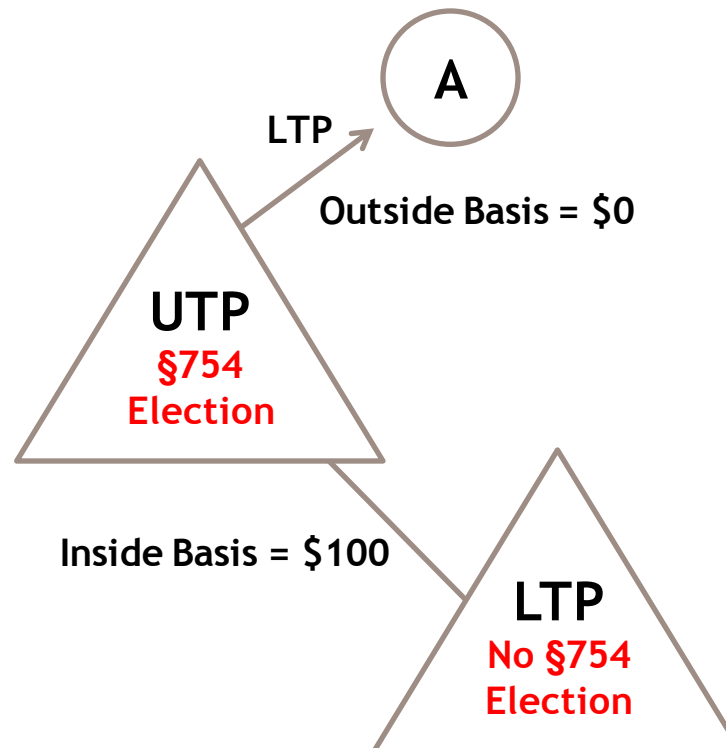 A
LTP
Outside Basis = $0
UTP
§754
Election
Inside Basis = $100
LTP
No §754
Election